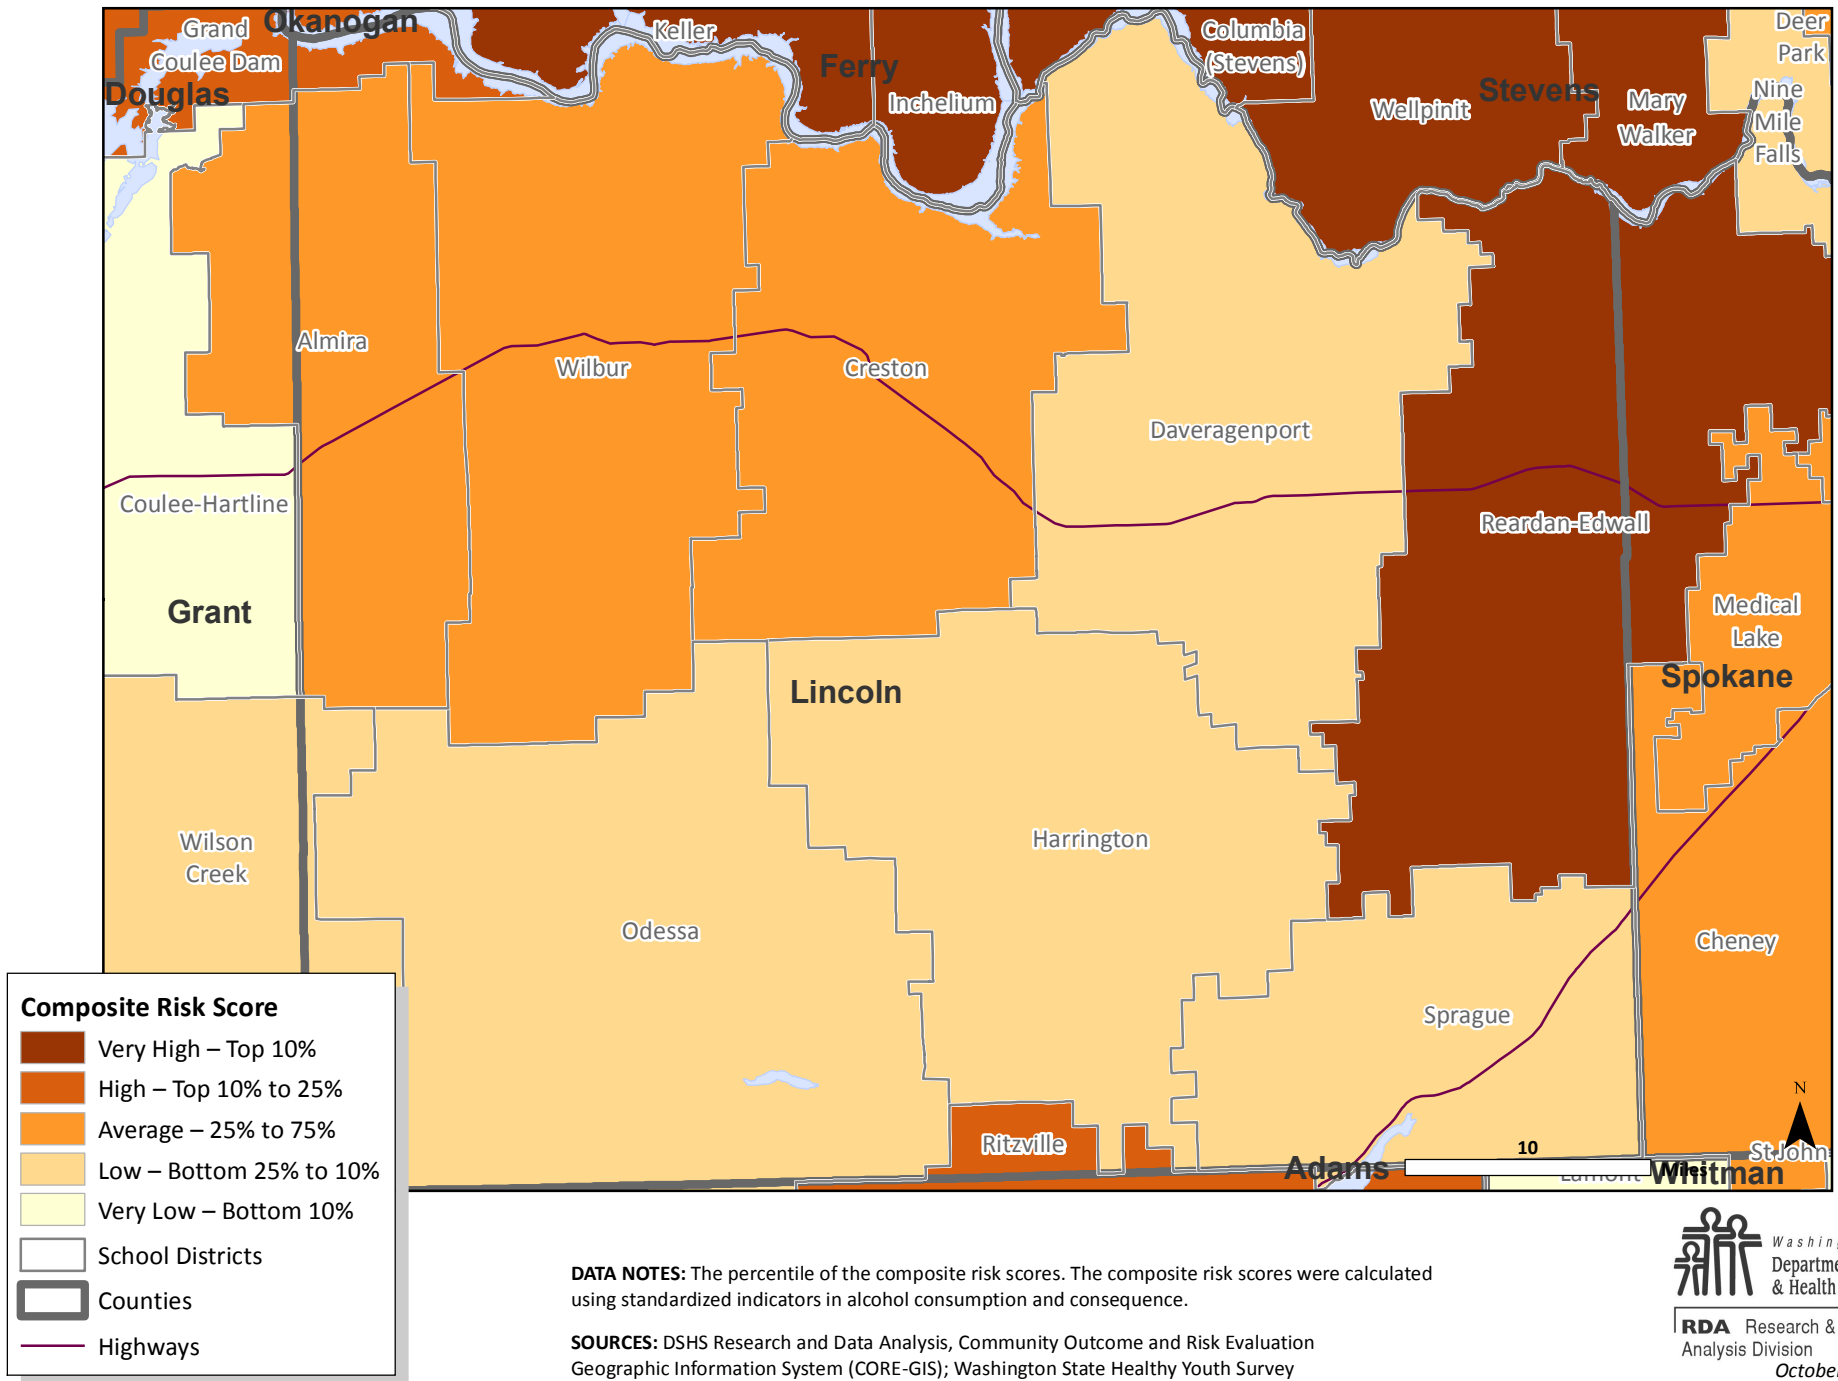 Okanogan
Grand
Coulee Dam
Douglas
Keller
Ferry
Inchelium
Columbia
(Stevens)
Wellpinit
Stevens
Mary
Walker
Deer
Park
Nine
Mile
Falls
Almira
Wilbur
Creston
Daveragenport
Coulee-Hartline
Reardan-Edwall
Grant
Medical
Lake
Spokane
Lincoln
Wilson
Creek
Harrington
Odessa
Cheney
Sprague
Ritzville
Adams
10
Miles
N
St John
Lamont
Whitman
Composite Risk Score
Very High – Top 10%
High – Top 10% to 25%
Average – 25% to 75%
Low – Bottom 25% to 10%
Very Low – Bottom 10%
School Districts
Counties
Highways
DATA NOTES: The percentile of the composite risk scores. The composite risk scores were calculated
using standardized indicators in alcohol consumption and consequence.
SOURCES: DSHS Research and Data Analysis, Community Outcome and Risk Evaluation
Geographic Information System (CORE-GIS); Washington State Healthy Youth Survey
Washing
Departme
& Health
RDA Research &
Analysis Division
October